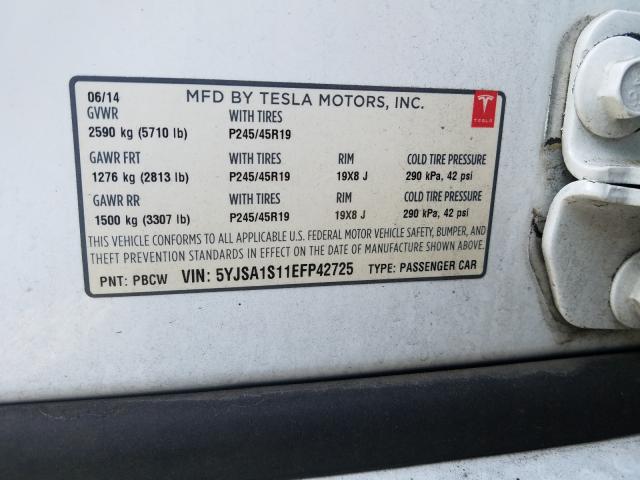 06/14 MFD BY TESLA MOTORS, INC.
TESLA
GVWR WITH TIRES
2590 kg (5710 lb) P245/45R19
GAWR FRT WITH TIRES RIM COLD TIRE PRESSURE
1276 kg (2813 lb) P245/45R19 19X8 J 290 kPa, 42 psi
GAWR RR WITH TIRES RIM COLD TIRE PRESSURE
1500 kg (3307 lb) P245/45R19 19X8 J 290 kPa, 42 psi
THIS VEHICLE CONFORMS TO ALL APPLICABLE U.S. FEDERAL MOTOR VEHICLE SAFETY, BUMPER, AND
THEFT PREVENTION STANDARDS IN EFFECT ON THE DATE OF MANUFACTURE SHOWN ABOVE.
PNT: PBCW VIN: 5YJSA1S11EFP42725 TYPE: PASSENGER CAR